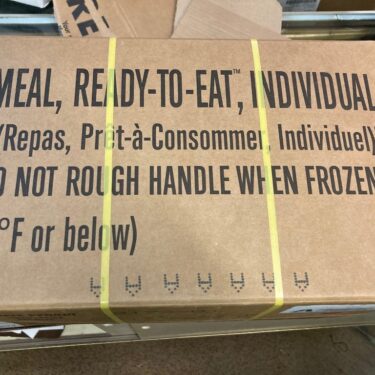 MEAL, READY-TO-EAT™, INDIVIDUAL
(Repas, Prêt-à-Consommer, Individuel)
O NOT ROUGH HANDLE WHEN FROZEN
°F or below)